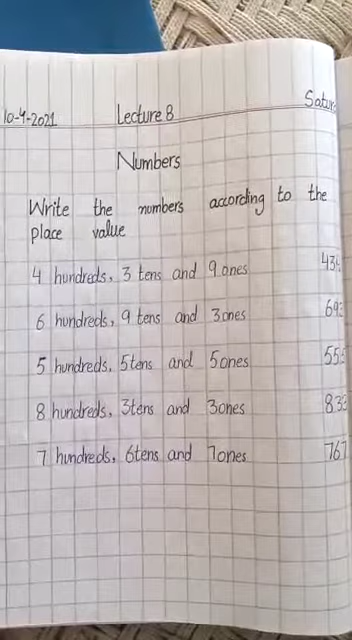 10-4-2021 Lecture 8
Numbers
Write the numbers according to the
place value
4 hundreds, 3 tens and 9 ones
6 hundreds, 9 tens and 3 ones 693
5 hundreds, 5 tens and 5 ones 555
8 hundreds, 3 tens and 3 ones 833
7 hundreds, 6 tens and 7 ones 767